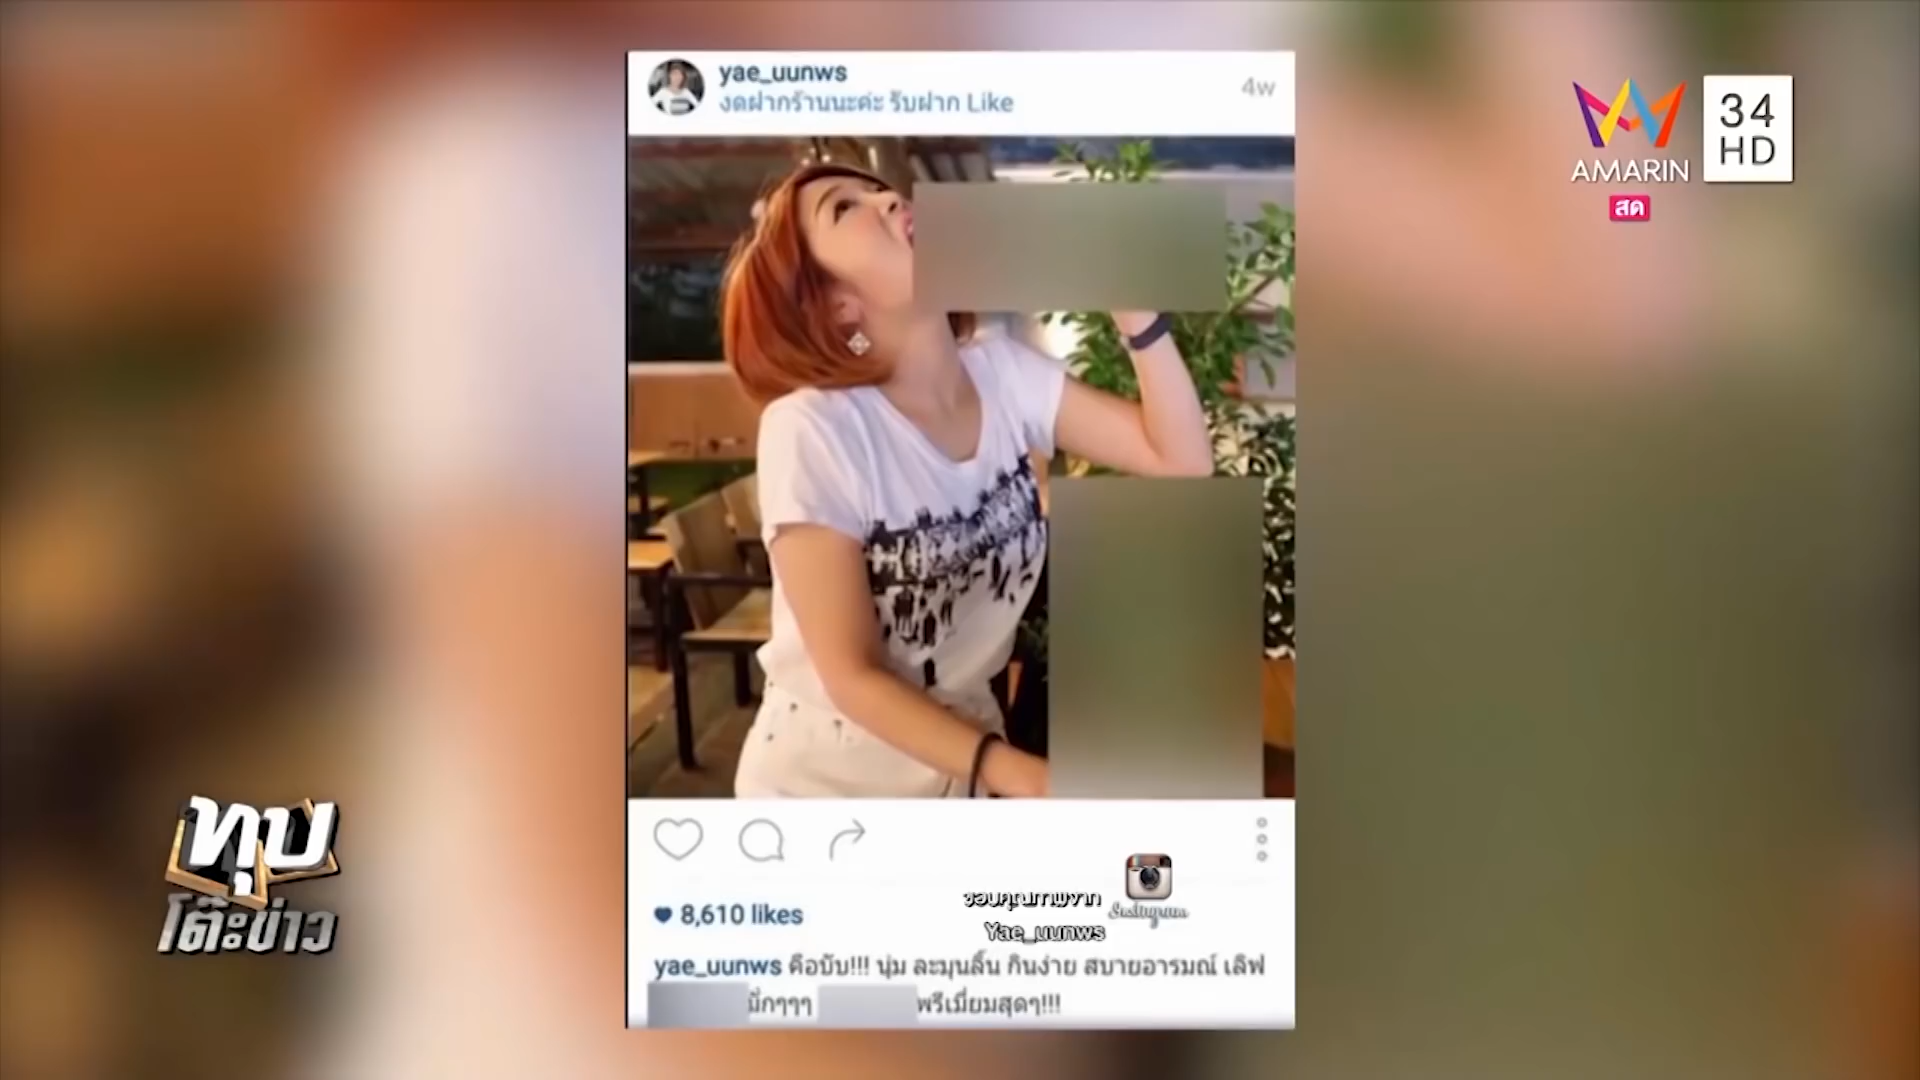 yae_uunws
งดฝากร้านนะค่ะ รับฝาก Like
4w
AMARIN
34
HD
สด
ทุบ
โต๊ะข่าว
8,610 likes
ขอบคุณภาพจาก
Instagram
Yae_uunws
yae_uunws คือบับ!!! นุ่ม ละมุนลิ้น กินง่าย สบายอารมณ์ เลิฟ
มั่กๆๆๆ พรีเมี่ยมสุดๆ!!!